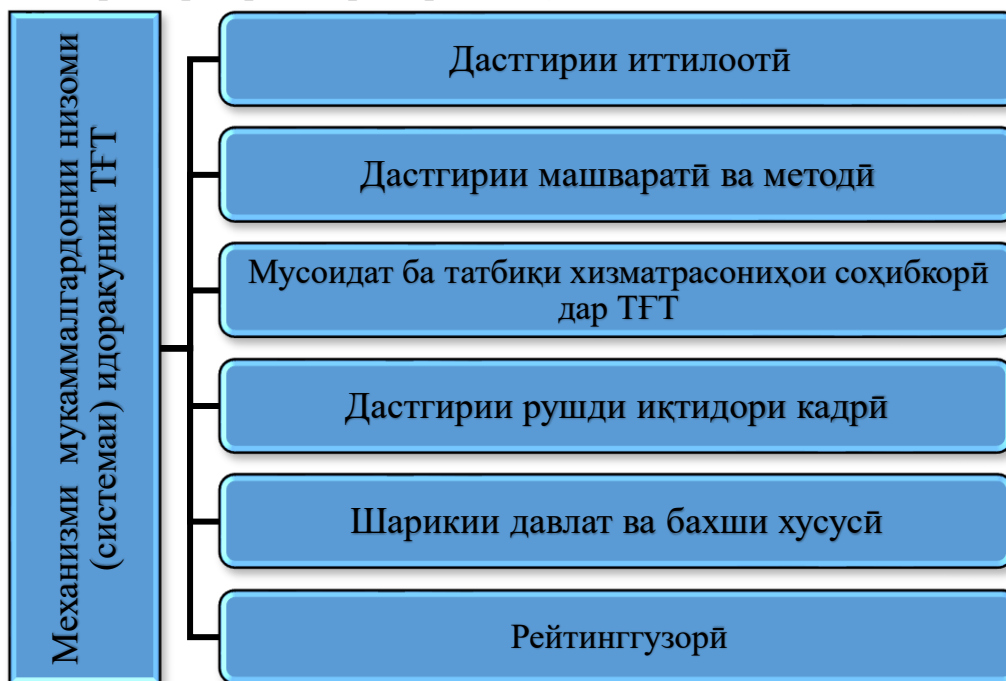 Механизми мукаммалгардонии низоми
(системаи) идоракунии ТҒТ
Дастгирии иттилоотӣ
Дастгирии машваратӣ ва методӣ
Мусоидат ба татбиқи хизматрасониҳои соҳибкорӣ
дар ТҒТ
Дастгирии рушди иқтидори кадрӣ
Шарикии давлат ва бахши хусусӣ
Рейтинггузорӣ